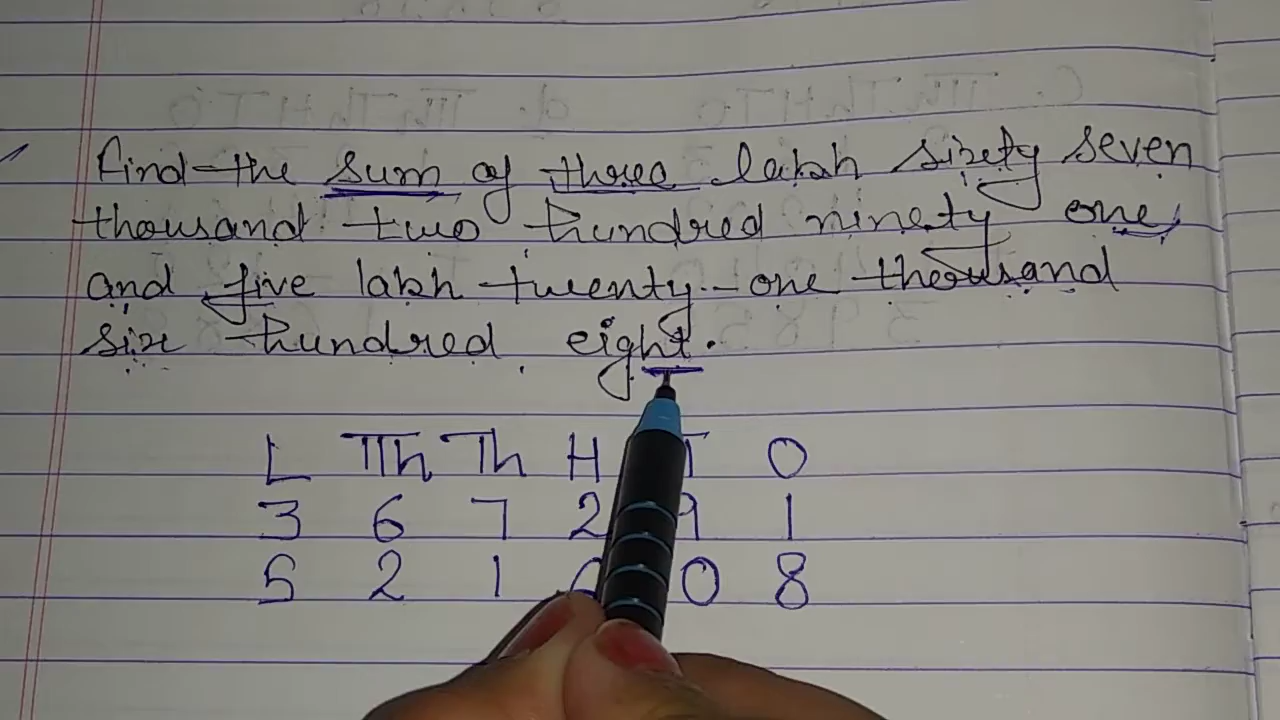 Find the sum of three lakh sixty seven
thousand two hundred ninety one
and five lakh twenty-one thousand
six hundred eight.
L TTh Th H T O
3 6 7 2 9 1
5 2 1 0 8